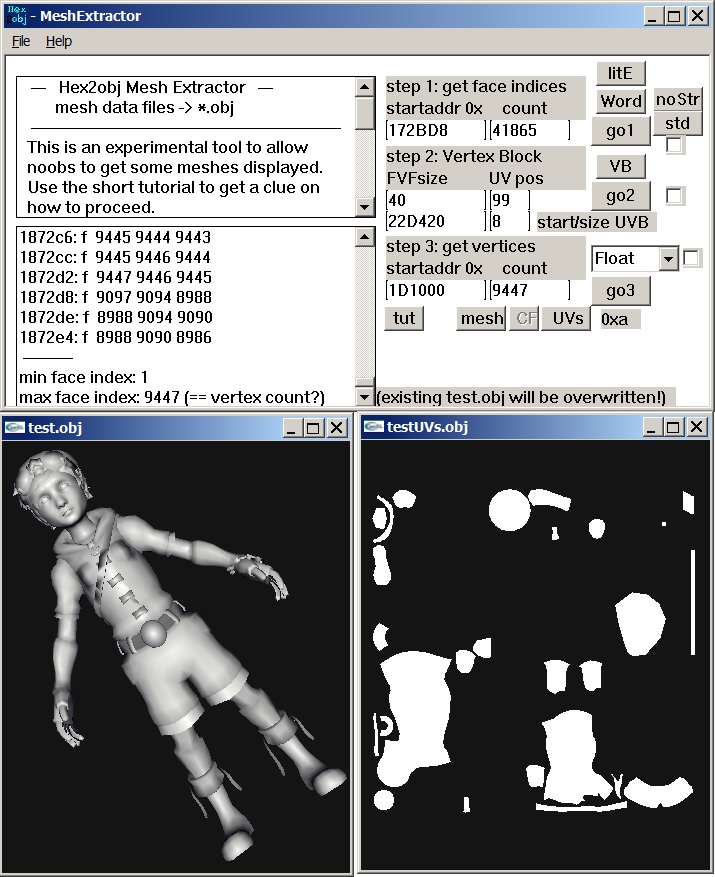 Hex
obj
- MeshExtractor
File Help
— Hex2obj Mesh Extractor —
mesh data files -> *.obj
This is an experimental tool to allow
noobs to get some meshes displayed.
Use the short tutorial to get a clue on
how to proceed.
1872c6: f 9445 9444 9443
1872cc: f 9445 9446 9444
1872d2: f 9447 9446 9445
1872d8: f 9097 9094 8988
1872de: f 8988 9094 9090
1872e4: f 8988 9090 8986
min face index: 1
max face index: 9447 (== vertex count?)
step 1: get face indices
startaddr 0x count
172BD8 41865
litE
Word
noStr
go1
std
step 2: Vertex Block
FVFsize UV pos
40 99
22D420 8 start/size UVB
VB
go2
step 3: get vertices
startaddr 0x count
1D1000 9447
Float
go3
tut mesh CF UVs 0xa
(existing test.obj will be overwritten!)
test.obj
testUVs.obj